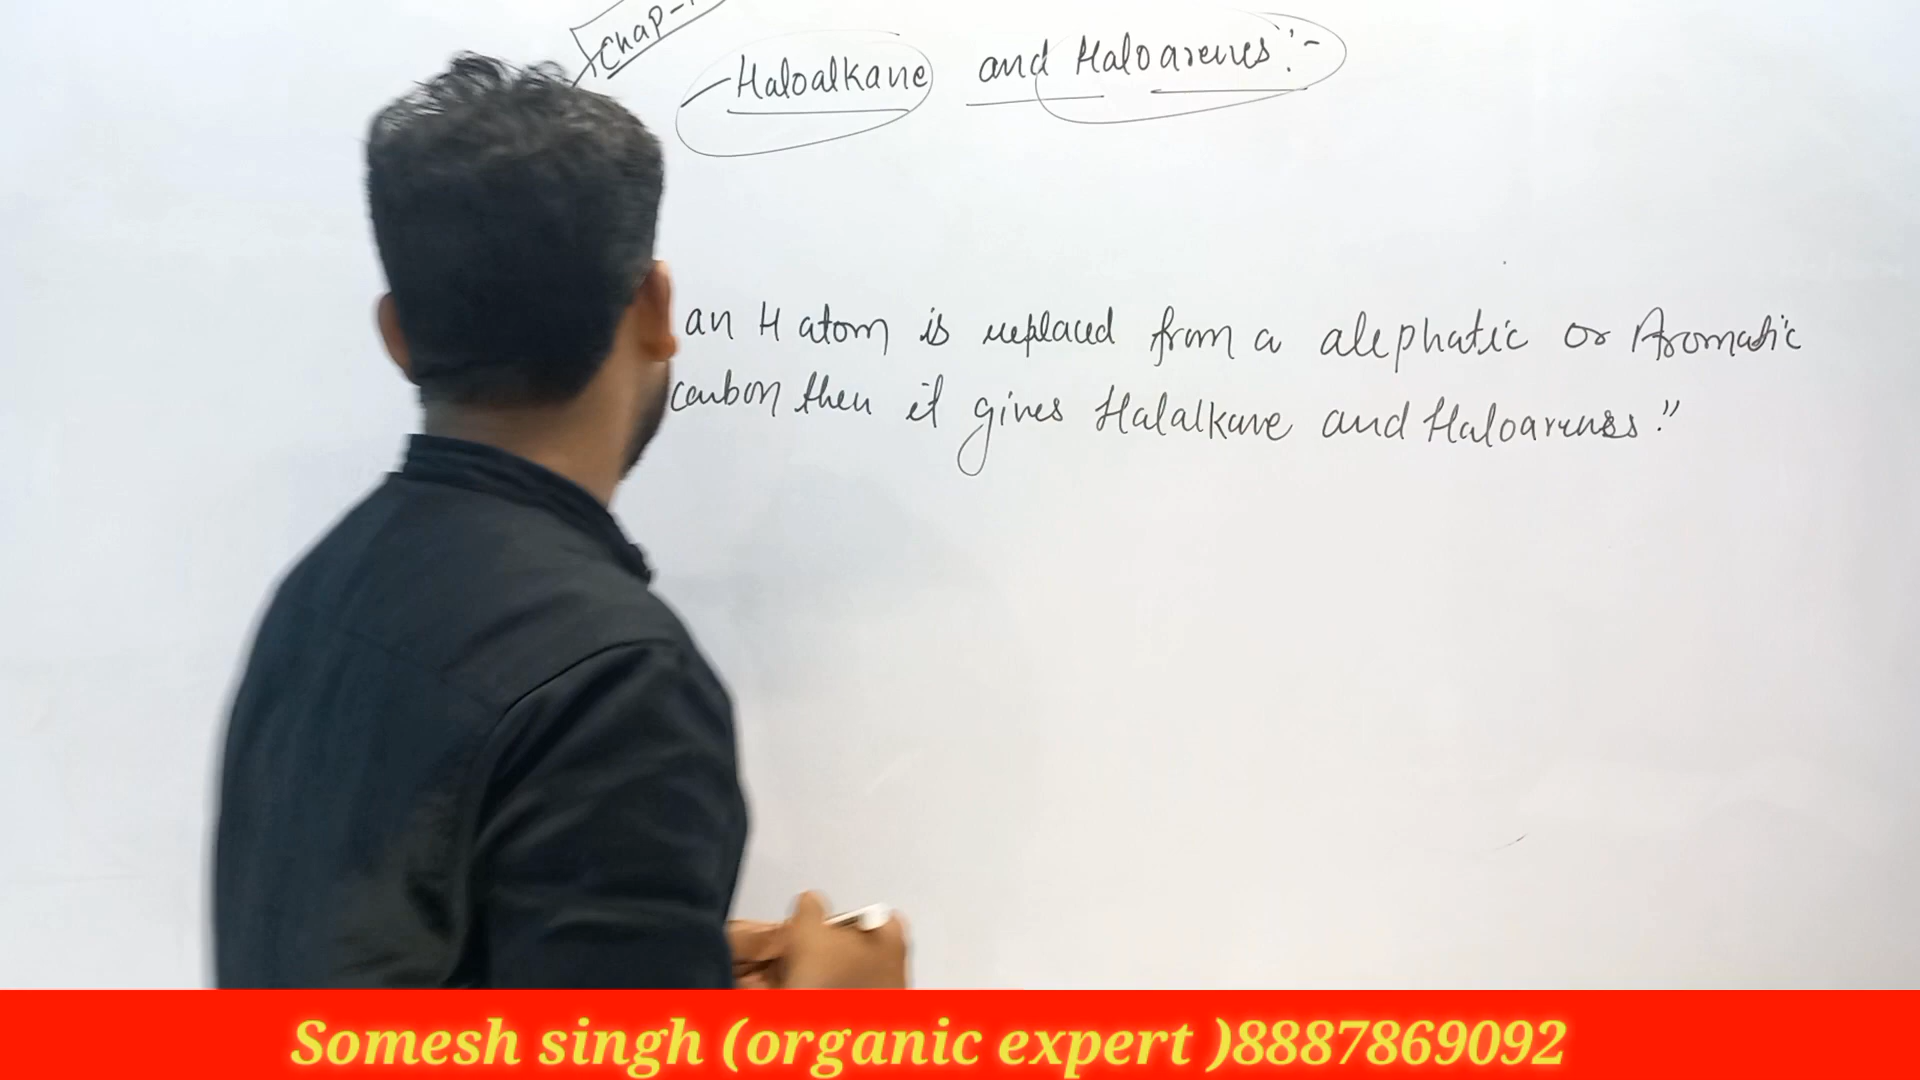 Chap-
Haloalkane and Haloarenes :-
an H atom is replaced from a alephatic or Aromatic
carbon then it gives Halalkane and Haloarenes."
Somesh singh (organic expert )8887869092